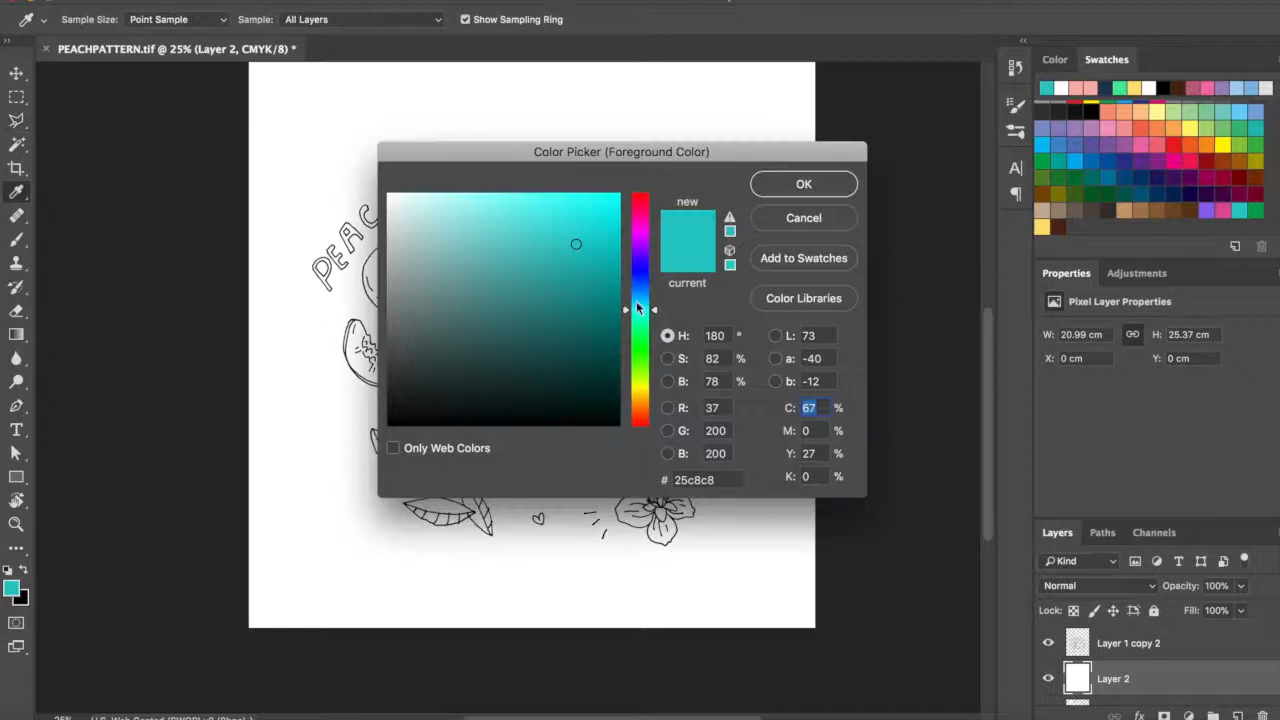 Sample Size: Point Sample Sample: All Layers Show Sampling Ring
PEACHPATTERN.tif @ 25% (Layer 2, CMYK/8) *
Color Swatches
Color Picker (Foreground Color)
new
current
OK
Cancel
Add to Swatches
Color Libraries
H: 180 °
S: 82 %
B: 78 %
R: 37
G: 200
B: 200
# 25c8c8
L: 73
a: -40
b: -12
C: 67 %
M: 0 %
Y: 27 %
K: 0 %
Only Web Colors
PEAC
Properties Adjustments
Pixel Layer Properties
W: 20.99 cm H: 25.37 cm
X: 0 cm Y: 0 cm
Layers Paths Channels
Kind
Normal Opacity: 100%
Lock: Fill: 100%
Layer 1 copy 2
Layer 2
fx